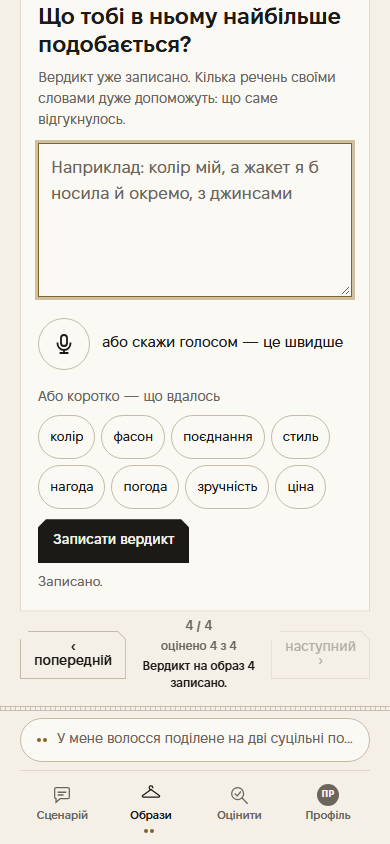 Що тобі в ньому найбільше
подобається?
Вердикт уже записано. Кілька речень своїми
словами дуже допоможуть: що саме
відгукнулось.
Наприклад: колір мій, а жакет я б
носила й окремо, з джинсами
або скажи голосом — це швидше
Або коротко — що вдалось
колір фасон поєднання стиль
нагода погода зручність ціна
Записати вердикт
Записано.
4 / 4
оцінено 4 з 4
Вердикт на образ 4
записано.
‹
попередній
наступний
›
У мене волосся поділене на дві суцільні по...
Сценарій Образи Оцінити Профіль
ПР